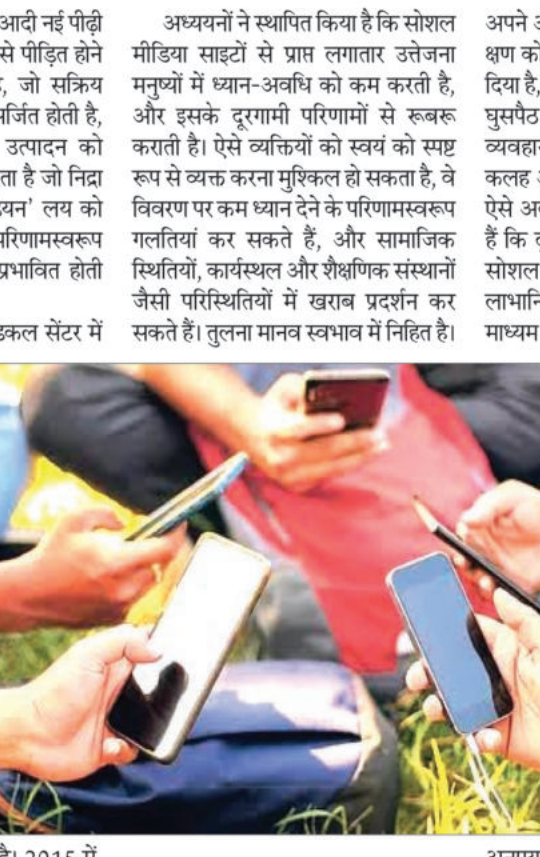 आदी नई पीढ़ी
से पीड़ित होने
जो सक्रिय
र्जित होती है,
उत्पादन को
ता है जो निद्रा
यन' लय को
परिणामस्वरूप
प्रभावित होती
डकल सेंटर में
अध्ययनों ने स्थापित किया है कि सोशल
मीडिया साइटों से प्राप्त लगातार उत्तेजना
मनुष्यों में ध्यान-अवधि को कम करती है,
और इसके दूरगामी परिणामों से रूबरू
कराती है। ऐसे व्यक्तियों को स्वयं को स्पष्ट
रूप से व्यक्त करना मुश्किल हो सकता है, वे
विवरण पर कम ध्यान देने के परिणामस्वरूप
गलतियां कर सकते हैं, और सामाजिक
स्थितियों, कार्यस्थल और शैक्षणिक संस्थानों
जैसी परिस्थितियों में खराब प्रदर्शन कर
सकते हैं। तुलना मानव स्वभाव में निहित है।
अपने
क्षण को
दिया है,
घुसपैठ
व्यवहा
कलह
ऐसे अ
हैं कि
सोशल
लाभानि
माध्यम
है। 2015 में